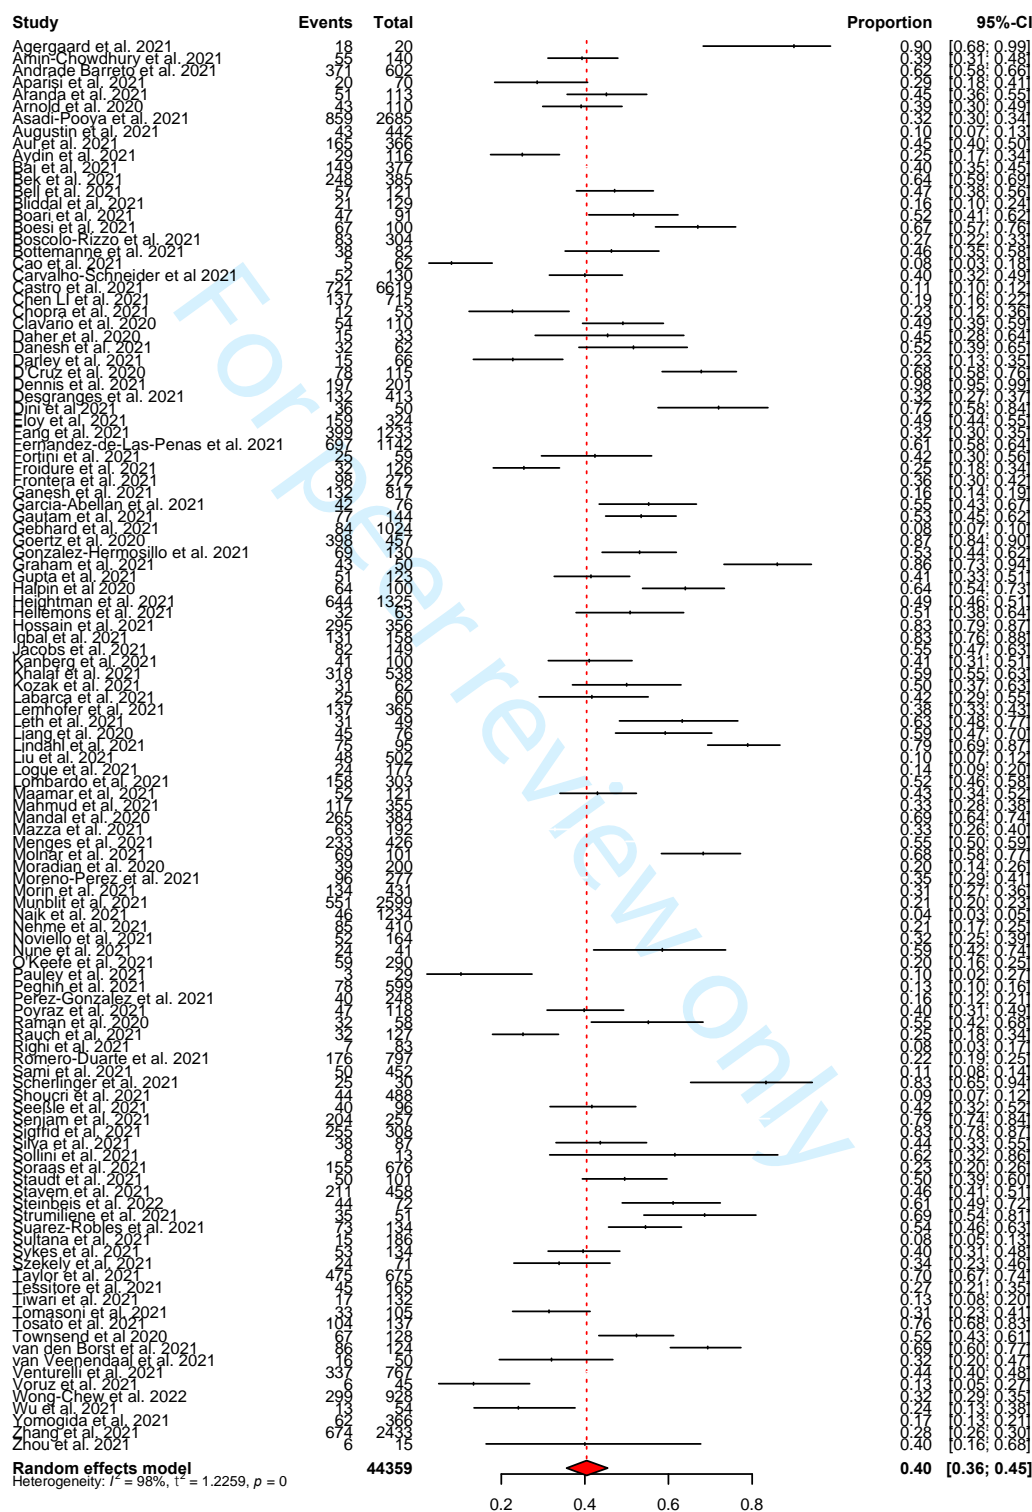 Study Events Total Proportion 95%-CI
Agergaard et al. 2021 18 20 0.90 [0.68; 0.99]
Amin-Chowdhury et al. 2021 55 140 0.39 [0.31; 0.48]
Andrade Barreto et al. 2021 371 602 0.62 [0.58; 0.66]
Aparisi et al. 2021 20 70 0.29 [0.18; 0.41]
Aranda et al. 2021 51 113 0.45 [0.36; 0.55]
Arnold et al. 2020 43 110 0.39 [0.30; 0.49]
Asadi-Pooya et al. 2021 859 2685 0.32 [0.30; 0.34]
Augustin et al. 2021 43 442 0.10 [0.07; 0.13]
Aul et al. 2021 165 366 0.45 [0.40; 0.50]
Aydin et al. 2021 29 116 0.25 [0.17; 0.34]
Bai et al. 2021 149 377 0.40 [0.35; 0.45]
Bek et al. 2021 248 385 0.64 [0.59; 0.69]
Bell et al. 2021 57 121 0.47 [0.38; 0.56]
Bliddal et al. 2021 21 129 0.16 [0.10; 0.24]
Boari et al. 2021 47 91 0.52 [0.41; 0.62]
Boesi et al. 2021 67 100 0.67 [0.57; 0.76]
Boscolo-Rizzo et al. 2021 83 304 0.27 [0.22; 0.33]
Bottemanne et al. 2021 38 82 0.46 [0.35; 0.58]
Cao et al. 2021 5 62 0.08 [0.03; 0.18]
Carvalho-Schneider et al 2021 52 130 0.40 [0.32; 0.49]
Castro et al. 2021 721 6619 0.11 [0.10; 0.12]
Chen LI et al. 2021 137 715 0.19 [0.16; 0.22]
Chopra et al. 2021 12 53 0.23 [0.12; 0.36]
Clavario et al. 2020 54 110 0.49 [0.39; 0.59]
Daher et al. 2020 15 33 0.45 [0.28; 0.64]
Danesh et al. 2021 32 62 0.52 [0.39; 0.65]
Darley et al. 2021 15 66 0.23 [0.13; 0.35]
D'Cruz et al. 2020 78 115 0.68 [0.58; 0.76]
Dennis et al. 2021 197 201 0.98 [0.95; 0.99]
Desgranges et al. 2021 132 413 0.32 [0.27; 0.37]
Dini et al 2021 36 50 0.72 [0.58; 0.84]
Eloy et al. 2021 159 324 0.49 [0.44; 0.55]
Fang et al. 2021 399 1233 0.32 [0.30; 0.35]
Fernandez-de-Las-Penas et al. 2021 697 1142 0.61 [0.58; 0.64]
Fortini et al. 2021 25 59 0.42 [0.30; 0.56]
Froidure et al. 2021 32 126 0.25 [0.18; 0.34]
Frontera et al. 2021 98 272 0.36 [0.30; 0.42]
Ganesh et al. 2021 132 817 0.16 [0.14; 0.19]
Garcia-Abellan et al. 2021 42 76 0.55 [0.43; 0.67]
Gautam et al. 2021 77 144 0.53 [0.45; 0.62]
Gebhard et al. 2021 84 1024 0.08 [0.07; 0.10]
Goertz et al. 2020 398 457 0.87 [0.84; 0.90]
Gonzalez-Hermosillo et al. 2021 69 130 0.53 [0.44; 0.62]
Graham et al. 2021 43 50 0.86 [0.73; 0.94]
Gupta et al. 2021 51 123 0.41 [0.33; 0.51]
Halpin et al 2020 64 100 0.64 [0.54; 0.73]
Heightman et al. 2021 644 1325 0.49 [0.46; 0.51]
Hellemons et al. 2021 32 63 0.51 [0.38; 0.64]
Hossain et al. 2021 295 356 0.83 [0.79; 0.87]
Iqbal et al. 2021 131 158 0.83 [0.76; 0.88]
Jacobs et al. 2021 82 149 0.55 [0.47; 0.63]
Kanberg et al. 2021 41 100 0.41 [0.31; 0.51]
Khalaf et al. 2021 318 538 0.59 [0.55; 0.63]
Kozak et al. 2021 31 62 0.50 [0.37; 0.63]
Labarca et al. 2021 25 60 0.42 [0.29; 0.55]
Lemhofer et al. 2021 137 365 0.38 [0.33; 0.43]
Leth et al. 2021 31 49 0.63 [0.48; 0.77]
Liang et al. 2020 45 76 0.59 [0.47; 0.70]
Lindahl et al. 2021 75 95 0.79 [0.69; 0.87]
Liu et al. 2021 48 502 0.10 [0.07; 0.12]
Logue et al. 2021 24 177 0.14 [0.09; 0.20]
Lombardo et al. 2021 158 303 0.52 [0.46; 0.58]
Maamar et al. 2021 52 121 0.43 [0.34; 0.52]
Mahmud et al. 2021 117 355 0.33 [0.28; 0.38]
Mandal et al. 2020 265 384 0.69 [0.64; 0.74]
Mazza et al. 2021 63 192 0.33 [0.26; 0.40]
Menges et al. 2021 233 426 0.55 [0.50; 0.59]
Molnar et al. 2021 69 101 0.68 [0.58; 0.77]
Moradian et al. 2020 39 200 0.20 [0.14; 0.26]
Moreno-Perez et al. 2021 96 277 0.35 [0.29; 0.41]
Morin et al. 2021 134 431 0.31 [0.27; 0.36]
Munblit et al. 2021 551 2599 0.21 [0.20; 0.23]
Naik et al. 2021 46 1234 0.04 [0.03; 0.05]
Nehme et al. 2021 85 410 0.21 [0.17; 0.25]
Noviello et al. 2021 52 164 0.32 [0.25; 0.39]
Nune et al. 2021 24 41 0.59 [0.42; 0.74]
O'Keefe et al. 2021 59 290 0.20 [0.16; 0.25]
Pauley et al. 2021 3 29 0.10 [0.02; 0.27]
Peghin et al. 2021 78 599 0.13 [0.10; 0.16]
Perez-Gonzalez et al. 2021 40 248 0.16 [0.12; 0.21]
Poyraz et al. 2021 47 118 0.40 [0.31; 0.49]
Raman et al. 2020 32 58 0.55 [0.42; 0.68]
Rauch et al. 2021 32 127 0.25 [0.18; 0.34]
Righi et al. 2021 7 83 0.08 [0.03; 0.17]
Romero-Duarte et al. 2021 176 797 0.22 [0.19; 0.25]
Sami et al. 2021 50 452 0.11 [0.08; 0.14]
Scherlinger et al. 2021 25 30 0.83 [0.65; 0.94]
Shoucri et al. 2021 44 488 0.09 [0.07; 0.12]
Seeßle et al. 2021 40 96 0.42 [0.32; 0.52]
Senjam et al. 2021 204 257 0.79 [0.74; 0.84]
Sigfrid et al. 2021 255 308 0.83 [0.78; 0.87]
Silva et al. 2021 38 87 0.44 [0.33; 0.55]
Sollini et al. 2021 8 13 0.62 [0.32; 0.86]
Soraas et al. 2021 155 676 0.23 [0.20; 0.26]
Staudt et al. 2021 50 101 0.50 [0.39; 0.60]
Stavem et al. 2021 211 458 0.46 [0.41; 0.51]
Steinbeis et al. 2022 44 72 0.61 [0.49; 0.72]
Strumiliene et al. 2021 35 51 0.69 [0.54; 0.81]
Suarez-Robles et al. 2021 73 134 0.54 [0.46; 0.63]
Sultana et al. 2021 15 186 0.08 [0.05; 0.13]
Sykes et al. 2021 53 134 0.40 [0.31; 0.48]
Szekely et al. 2021 24 71 0.34 [0.23; 0.46]
Taylor et al. 2021 475 675 0.70 [0.67; 0.74]
Tessitore et al. 2021 45 165 0.27 [0.21; 0.35]
Tiwari et al. 2021 17 132 0.13 [0.08; 0.20]
Tomasoni et al. 2021 33 105 0.31 [0.23; 0.41]
Tosato et al. 2021 104 137 0.76 [0.68; 0.83]
Townsend et al 2020 67 128 0.52 [0.43; 0.61]
van den Borst et al. 2021 86 124 0.69 [0.60; 0.77]
van Veenendaal et al. 2021 16 50 0.32 [0.20; 0.47]
Venturelli et al. 2021 337 767 0.44 [0.40; 0.48]
Voruz et al. 2021 6 45 0.13 [0.05; 0.27]
Wong-Chew et al. 2022 299 928 0.32 [0.29; 0.35]
Wu et al. 2021 13 54 0.24 [0.13; 0.38]
Yomogida et al. 2021 62 366 0.17 [0.13; 0.21]
Zhang et al. 2021 674 2433 0.28 [0.26; 0.30]
Zhou et al. 2021 6 15 0.40 [0.16; 0.68]
Random effects model 44359 0.40 [0.36; 0.45]
Heterogeneity: I² = 98%, τ² = 1.2259, p = 0
0.2 0.4 0.6 0.8
For peer review only